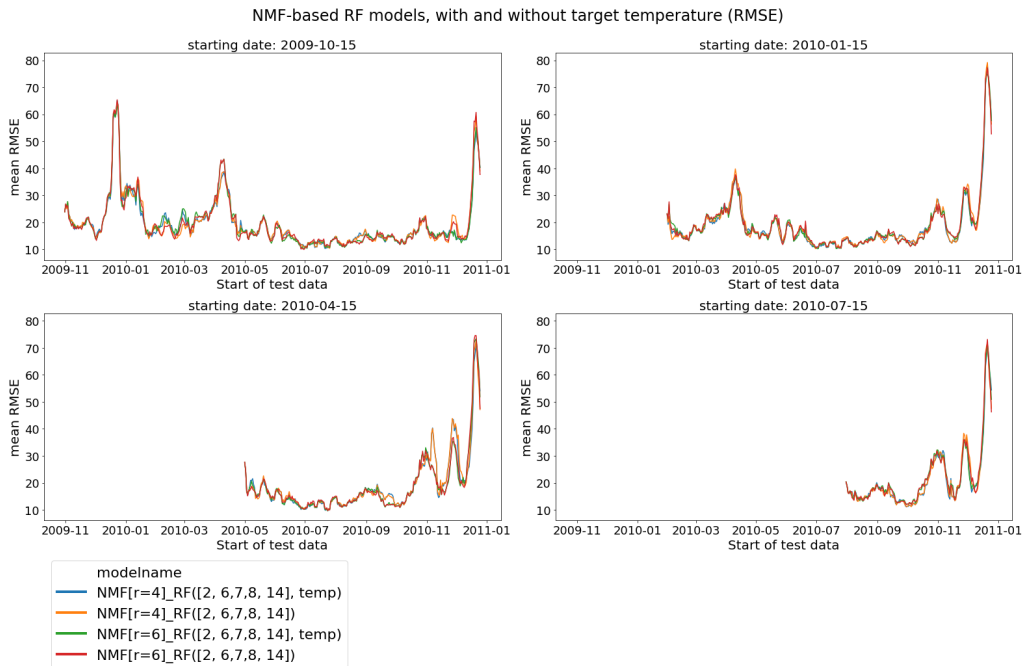 NMF-based RF models, with and without target temperature (RMSE)
starting date: 2009-10-15
mean RMSE
80
70
60
50
40
30
20
10
2009-11 2010-01 2010-03 2010-05 2010-07 2010-09 2010-11 2011-01
Start of test data
starting date: 2010-01-15
mean RMSE
80
70
60
50
40
30
20
10
2009-11 2010-01 2010-03 2010-05 2010-07 2010-09 2010-11 2011-01
Start of test data
starting date: 2010-04-15
mean RMSE
80
70
60
50
40
30
20
10
2009-11 2010-01 2010-03 2010-05 2010-07 2010-09 2010-11 2011-01
Start of test data
starting date: 2010-07-15
mean RMSE
80
70
60
50
40
30
20
10
2009-11 2010-01 2010-03 2010-05 2010-07 2010-09 2010-11 2011-01
Start of test data
modelname
NMF[r=4]_RF([2, 6,7,8, 14], temp)
NMF[r=4]_RF([2, 6,7,8, 14])
NMF[r=6]_RF([2, 6,7,8, 14], temp)
NMF[r=6]_RF([2, 6,7,8, 14])